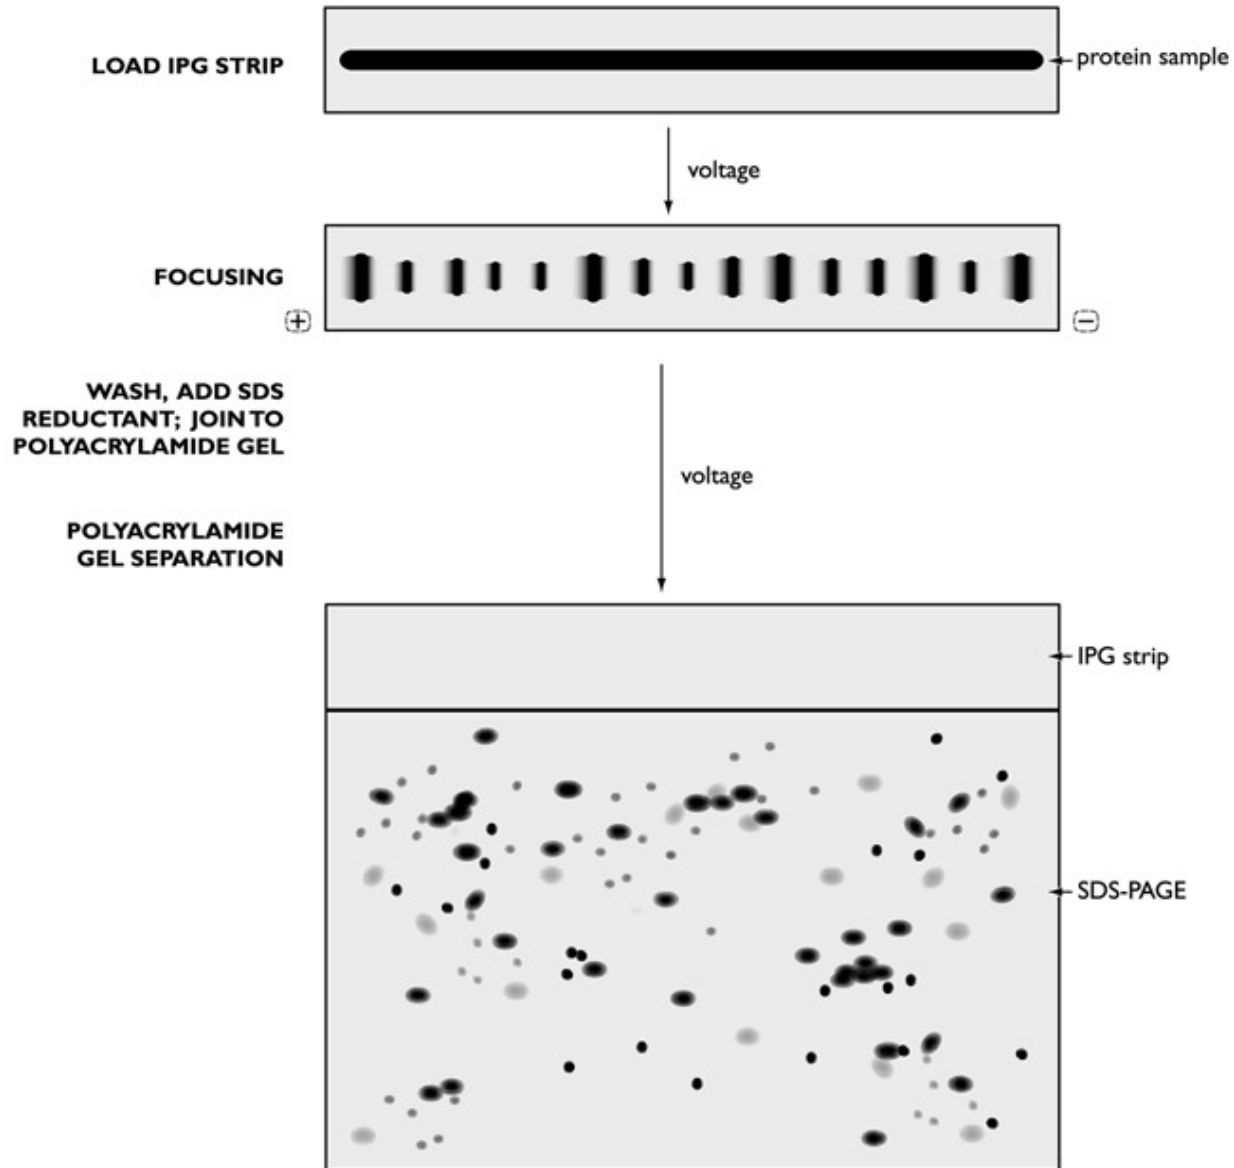 LOAD IPG STRIP
protein sample
voltage
FOCUSING
+
−
WASH, ADD SDS
REDUCTANT; JOIN TO
POLYACRYLAMIDE GEL
voltage
POLYACRYLAMIDE
GEL SEPARATION
IPG strip
SDS-PAGE